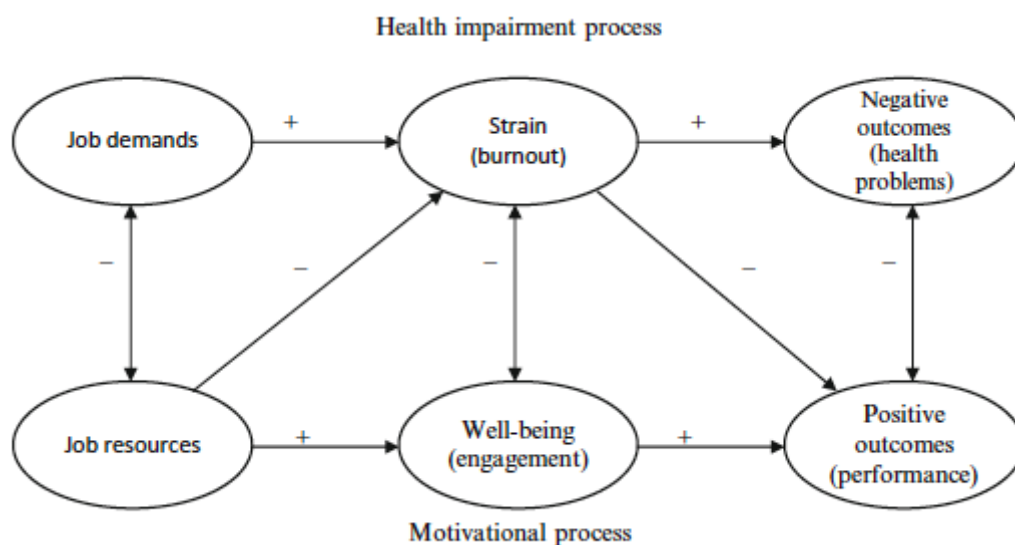 Health impairment process
Job demands
+
Strain
(burnout)
+
Negative
outcomes
(health
problems)
–
–
–
–
–
Job resources
+
Well-being
(engagement)
+
Positive
outcomes
(performance)
Motivational process